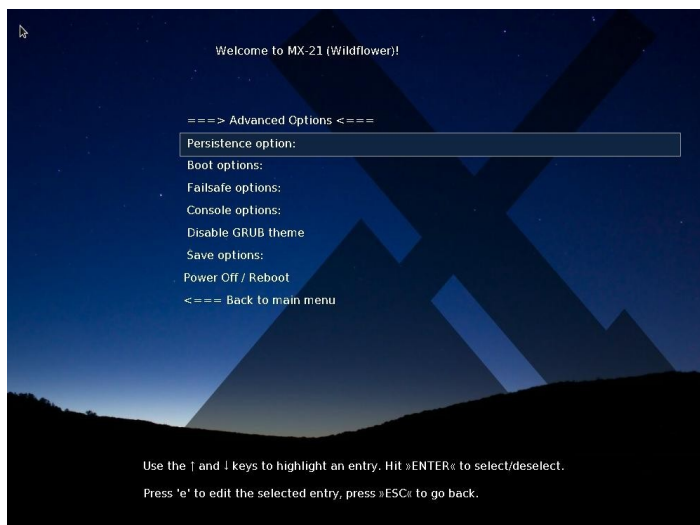 Welcome to MX-21 (Wildflower)!
===> Advanced Options <===
Persistence option:
Boot options:
Failsafe options:
Console options:
Disable GRUB theme
Save options:
Power Off / Reboot
<=== Back to main menu
Use the ↑ and ↓ keys to highlight an entry. Hit »ENTER« to select/deselect.
Press 'e' to edit the selected entry, press »ESC« to go back.